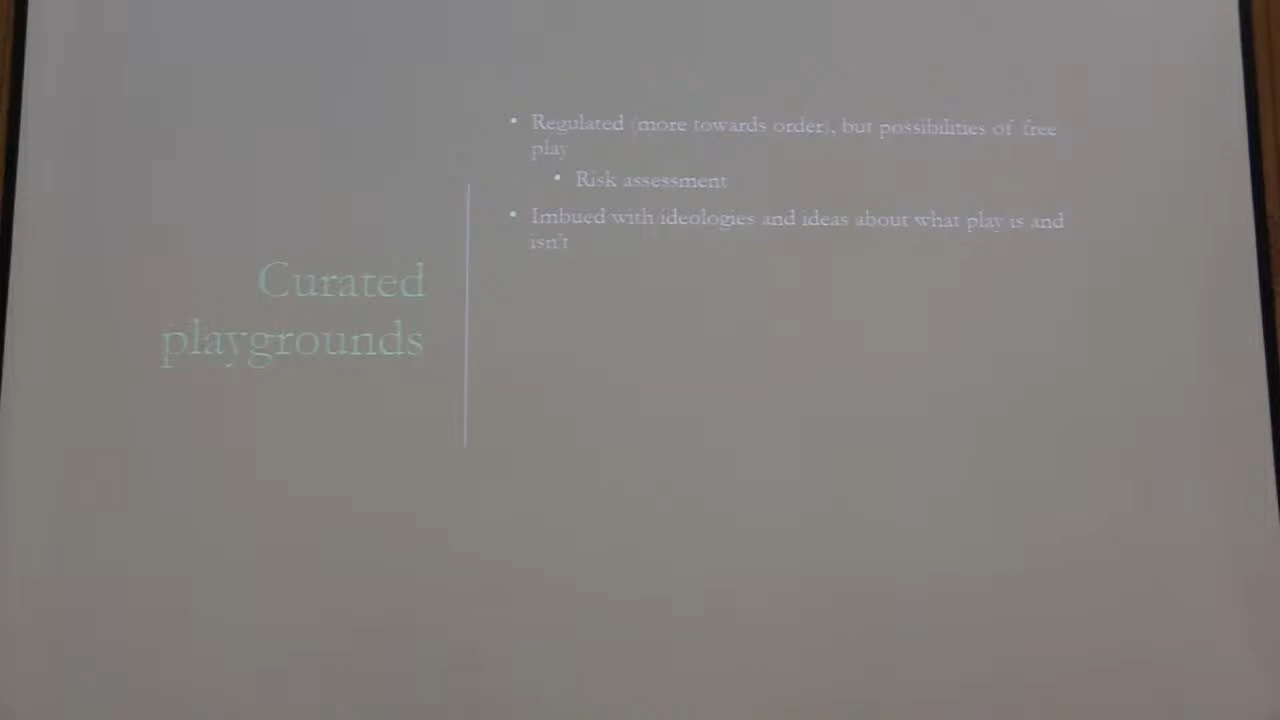 Curated
playgrounds
• Regulated (more towards order), but possibilities of free
play
• Risk assessment
• Imbued with ideologies and ideas about what play is and
isn't